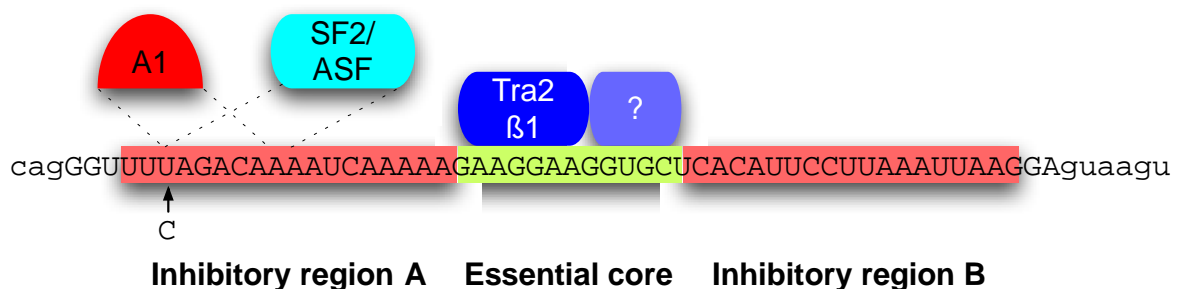 A1
SF2/
ASF
Tra2
ß1
?
cagGGUUUUAGACAAAAUCAAAAAGAAGGAAGGUGCUCACAUUCCUUAAAUUAAGGAguaagu
C
Inhibitory region A
Essential core
Inhibitory region B